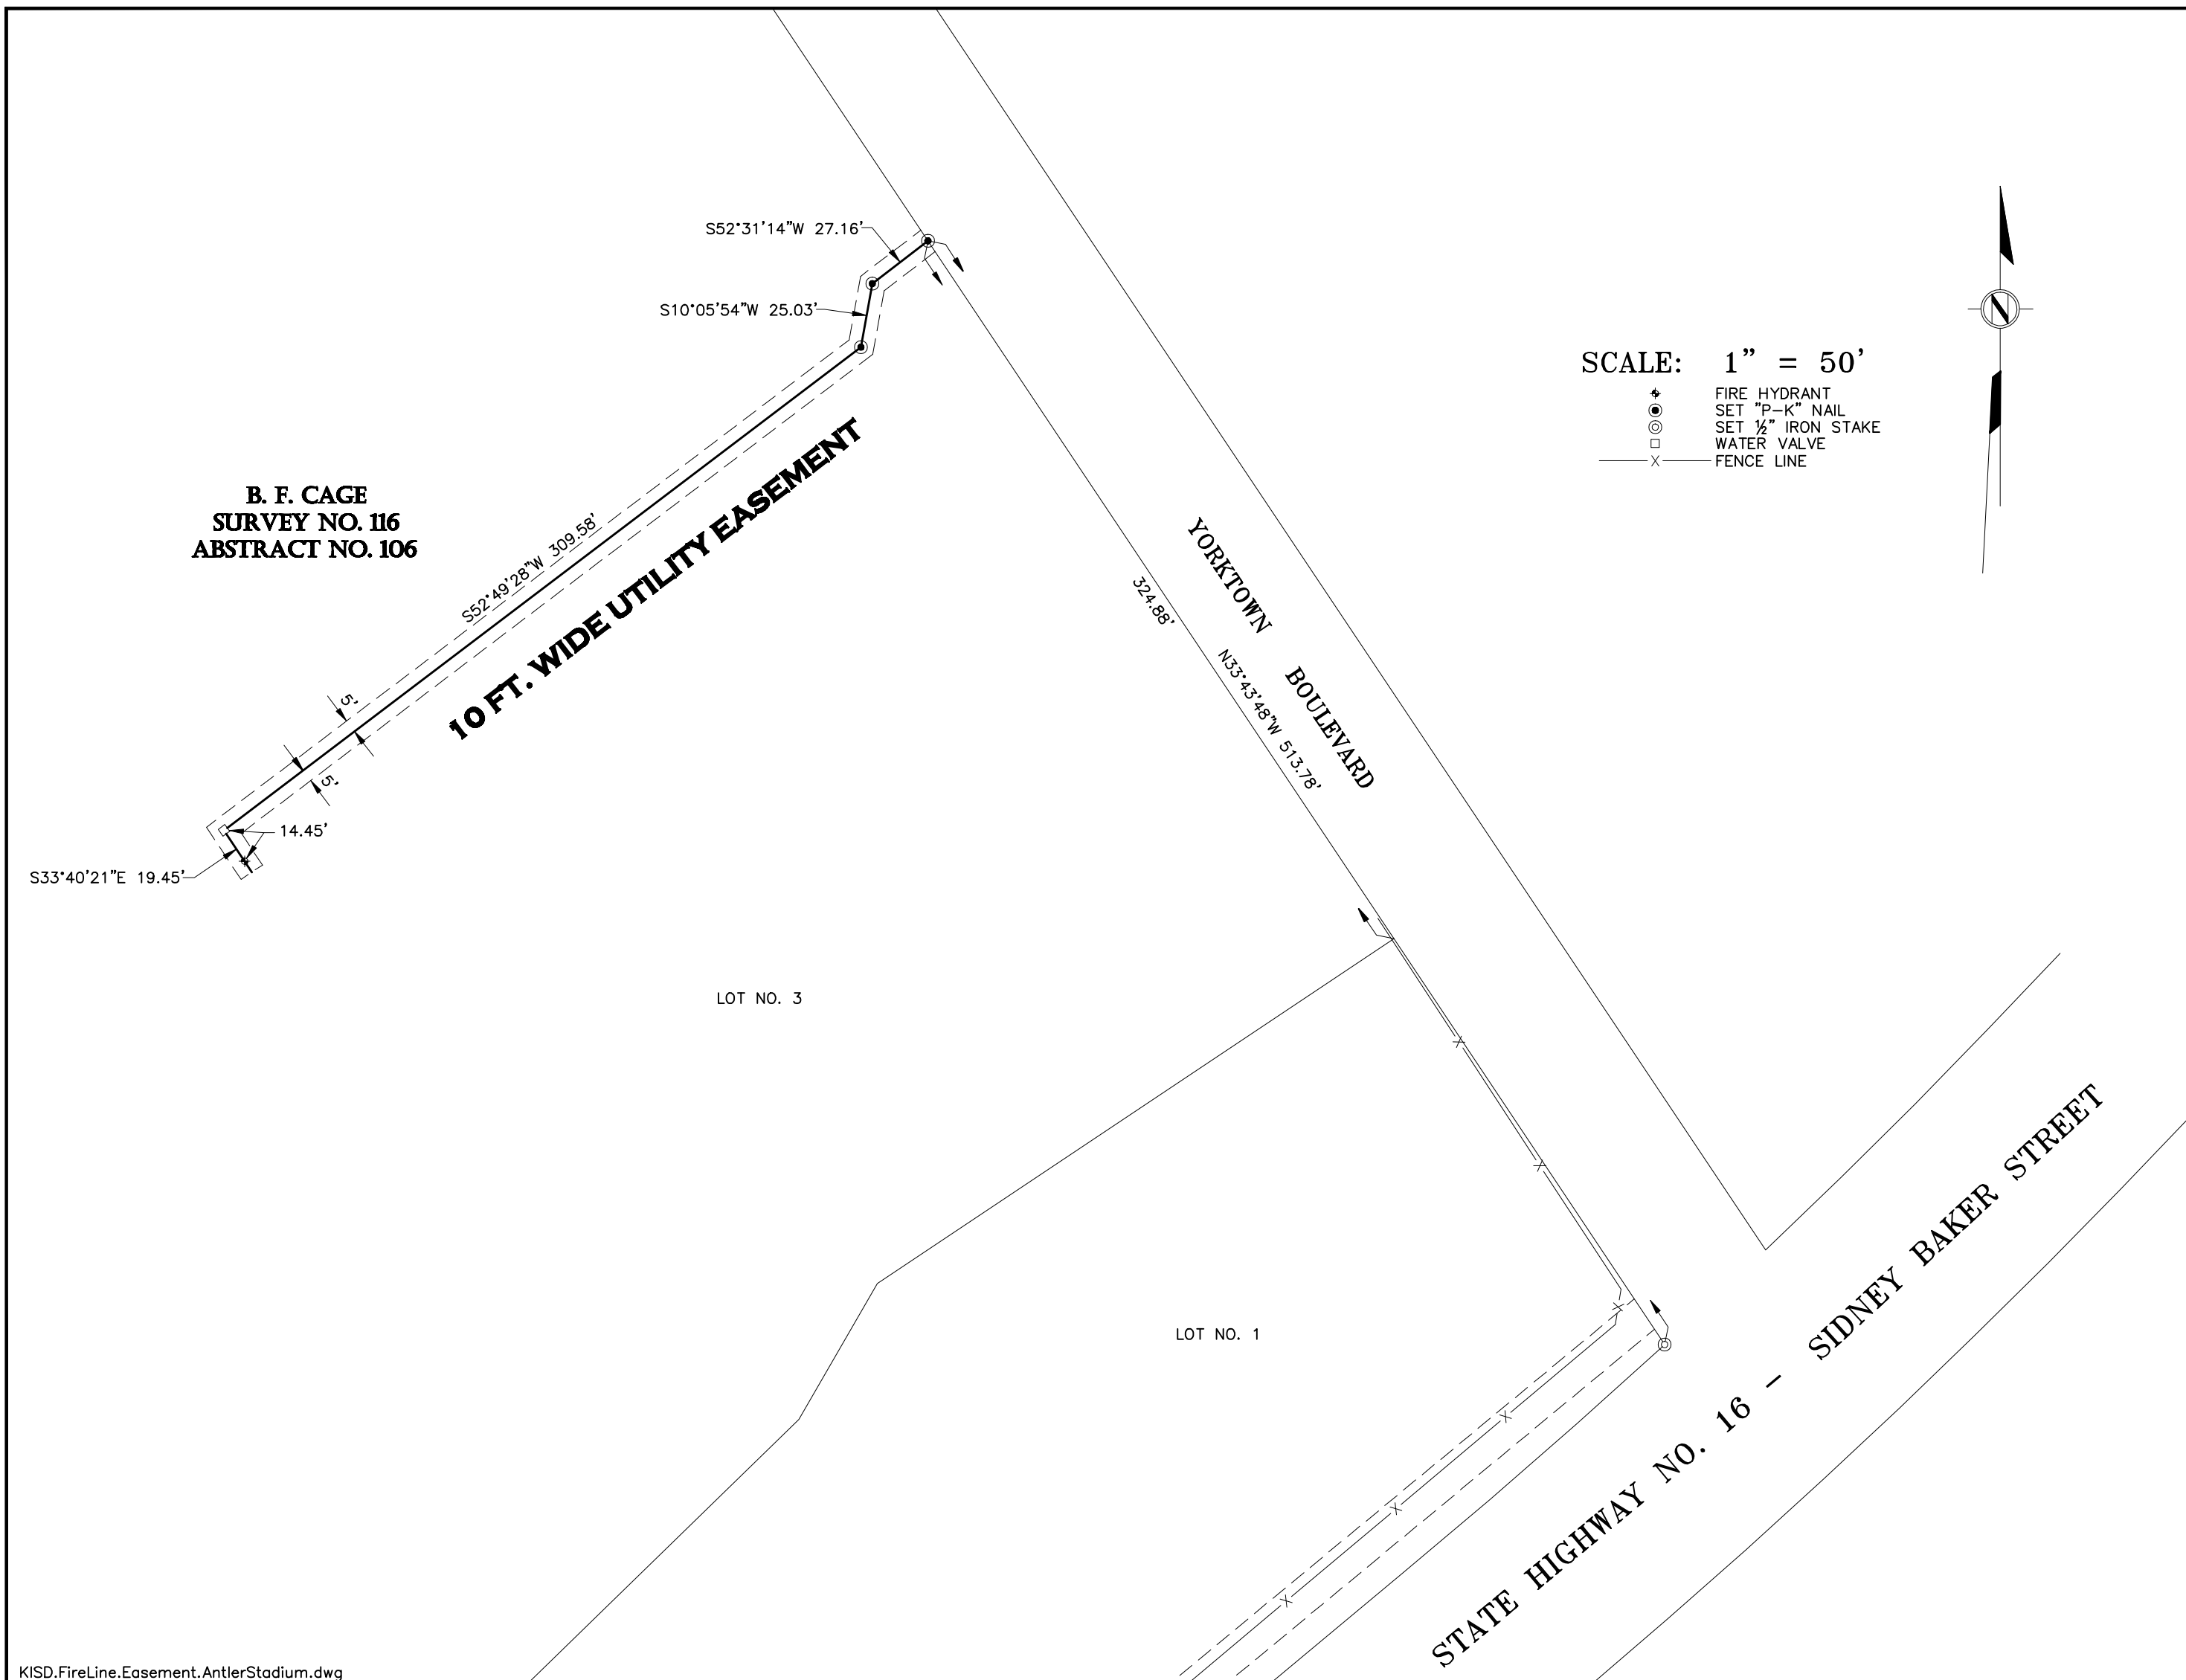 S52°31'14"W 27.16'
S10°05'54"W 25.03'
SCALE: 1" = 50'
FIRE HYDRANT
SET "P-K" NAIL
SET ½" IRON STAKE
WATER VALVE
X FENCE LINE
N
B. F. CAGE
SURVEY NO. 116
ABSTRACT NO. 106
S52°49'28"W 309.58'
10 FT. WIDE UTILITY EASEMENT
YORKTOWN BOULEVARD
324.88'
N33°43'48"W 513.78'
5'
5'
14.45'
S33°40'21"E 19.45'
LOT NO. 3
X
X
X
LOT NO. 1
X
X
X
STATE HIGHWAY NO. 16 - SIDNEY BAKER STREET
KISD.FireLine.Easement.AntlerStadium.dwg